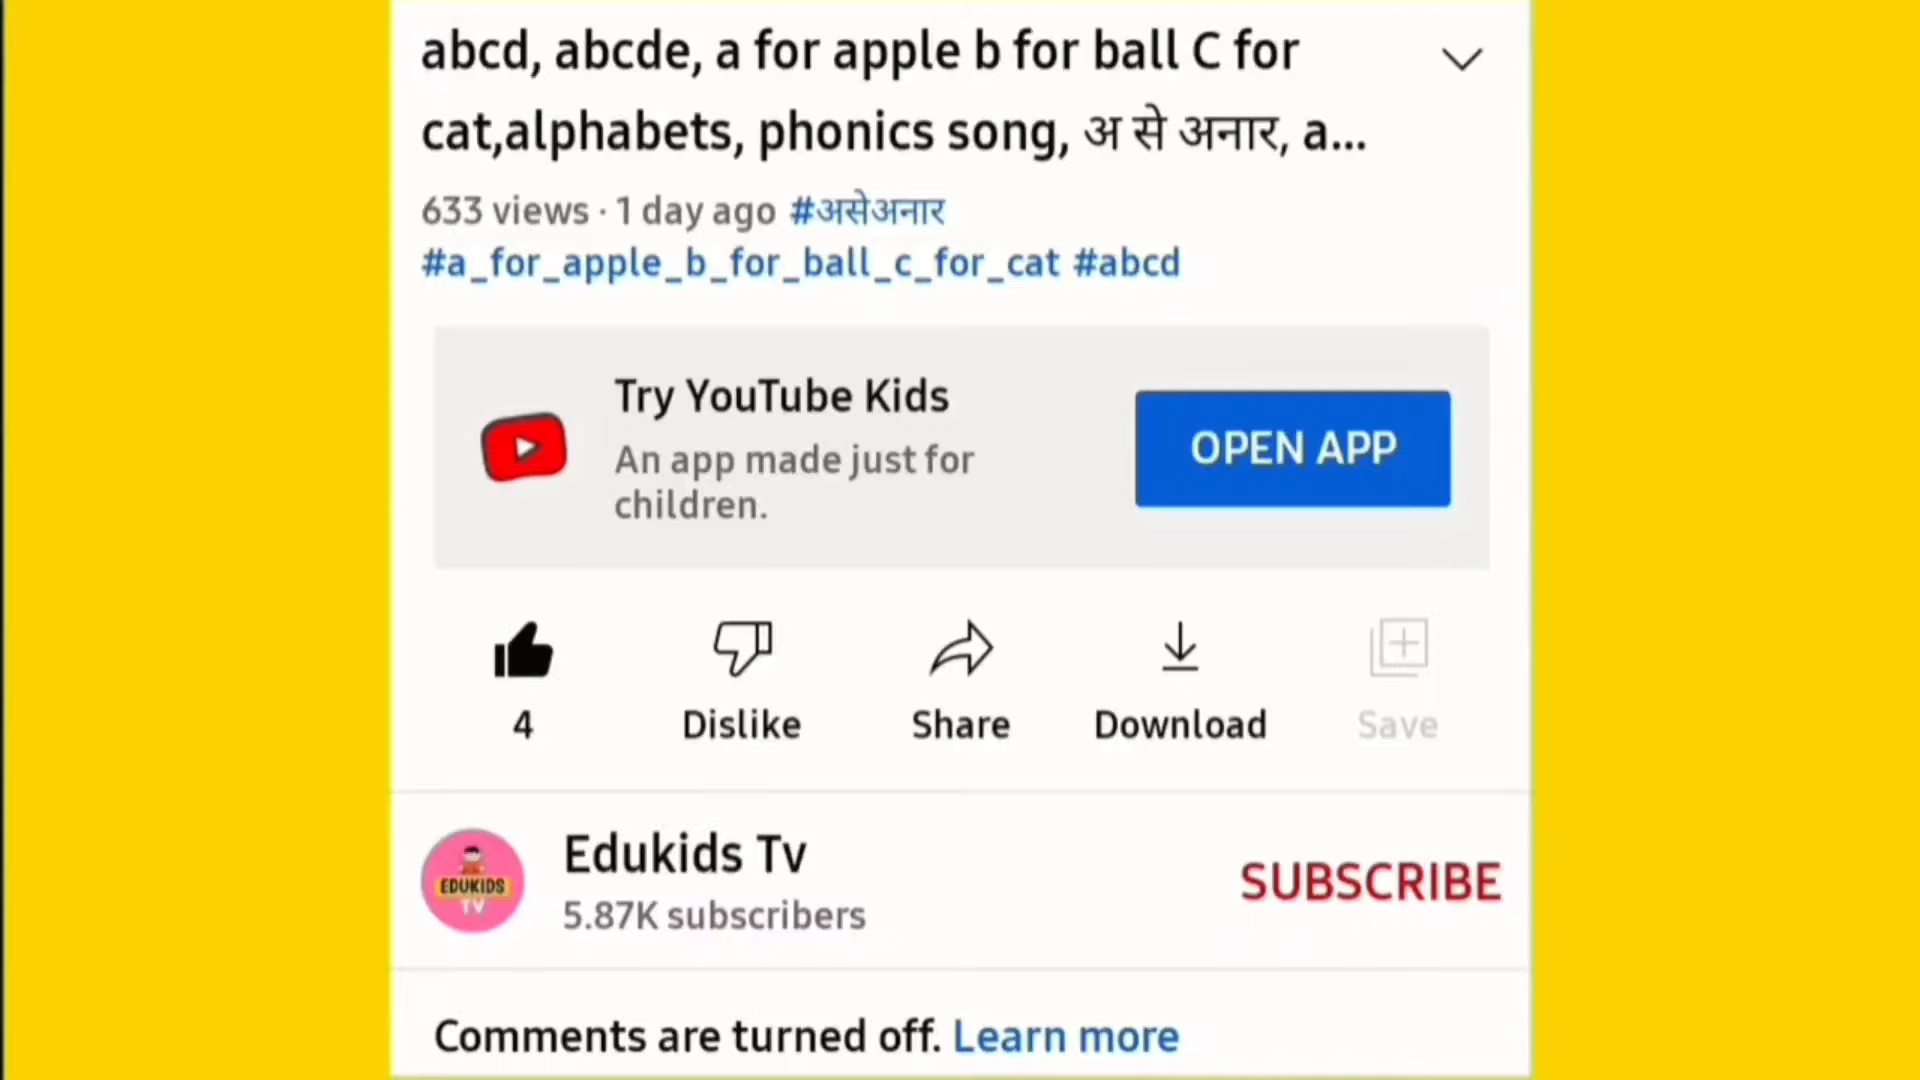 abcd, abcde, a for apple b for ball C for
cat,alphabets, phonics song, अ से अनार, a...
633 views · 1 day ago #असेअनार
#a_for_apple_b_for_ball_c_for_cat #abcd
Try YouTube Kids
An app made just for
children.
OPEN APP
4
Dislike
Share
Download
Save
EDUKIDS
TV
Edukids Tv
5.87K subscribers
SUBSCRIBE
Comments are turned off. Learn more